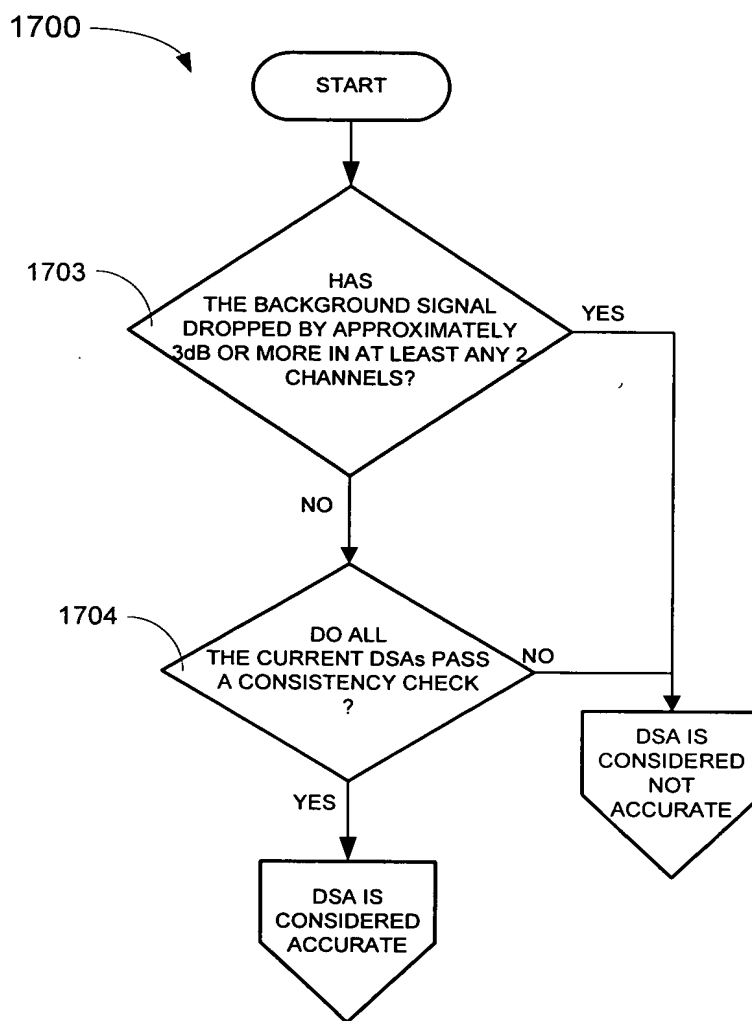 1700
START
1703
HAS
THE BACKGROUND SIGNAL
DROPPED BY APPROXIMATELY
3dB OR MORE IN AT LEAST ANY 2
CHANNELS?
YES
NO
1704
DO ALL
THE CURRENT DSAs PASS
A CONSISTENCY CHECK
?
NO
YES
DSA IS
CONSIDERED
NOT
ACCURATE
DSA IS
CONSIDERED
ACCURATE